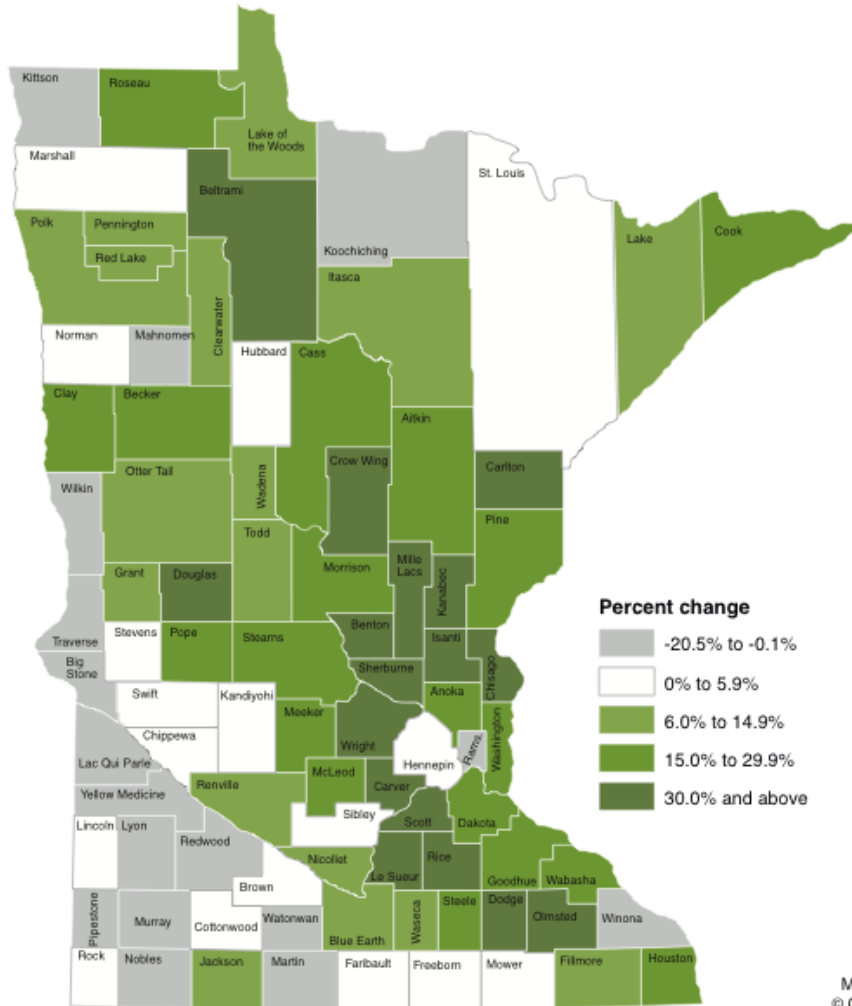 Kittson
Roseau
Lake of
the Woods
Marshall
Beltrami
St. Louis
Polk
Pennington
Koochiching
Lake
Cook
Red Lake
Itasca
Clearwater
Norman
Mahnomen
Hubbard
Cass
Clay
Becker
Aitkin
Otter Tail
Crow Wing
Carlton
Wilkin
Wadena
Pine
Todd
Grant
Douglas
Morrison
Mille
Lacs
Kanabec
Percent change
Stevens
Pope
Stearns
Benton
Isanti
-20.5% to -0.1%
Traverse
Big
Stone
Sherburne
Chisago
0% to 5.9%
Swift
Kandiyohi
Anoka
Meeker
Washington
6.0% to 14.9%
Chippewa
Wright
Rams.
15.0% to 29.9%
Lac Qui Parle
Hennepin
McLeod
Renville
Carver
30.0% and above
Yellow Medicine
Sibley
Scott
Dakota
Lincoln
Lyon
Redwood
Nicollet
Rice
Le Sueur
Goodhue
Wabasha
Brown
Pipestone
Murray
Cottonwood
Watonwan
Blue Earth
Waseca
Steele
Dodge
Olmsted
Winona
Rock
Nobles
Jackson
Martin
Faribault
Freeborn
Mower
Fillmore
Houston
M